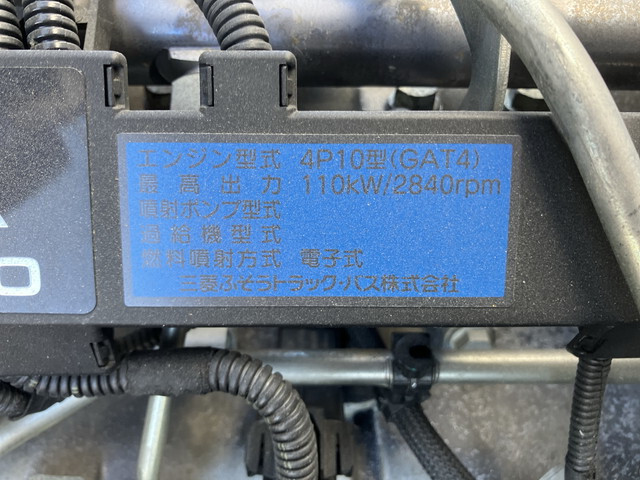 エンジン型式 4P10型(GAT4)
最高出力 110kW/2840rpm
噴射ポンプ型式
過給機型式
燃料噴射方式 電子式
三菱ふそうトラック・バス株式会社